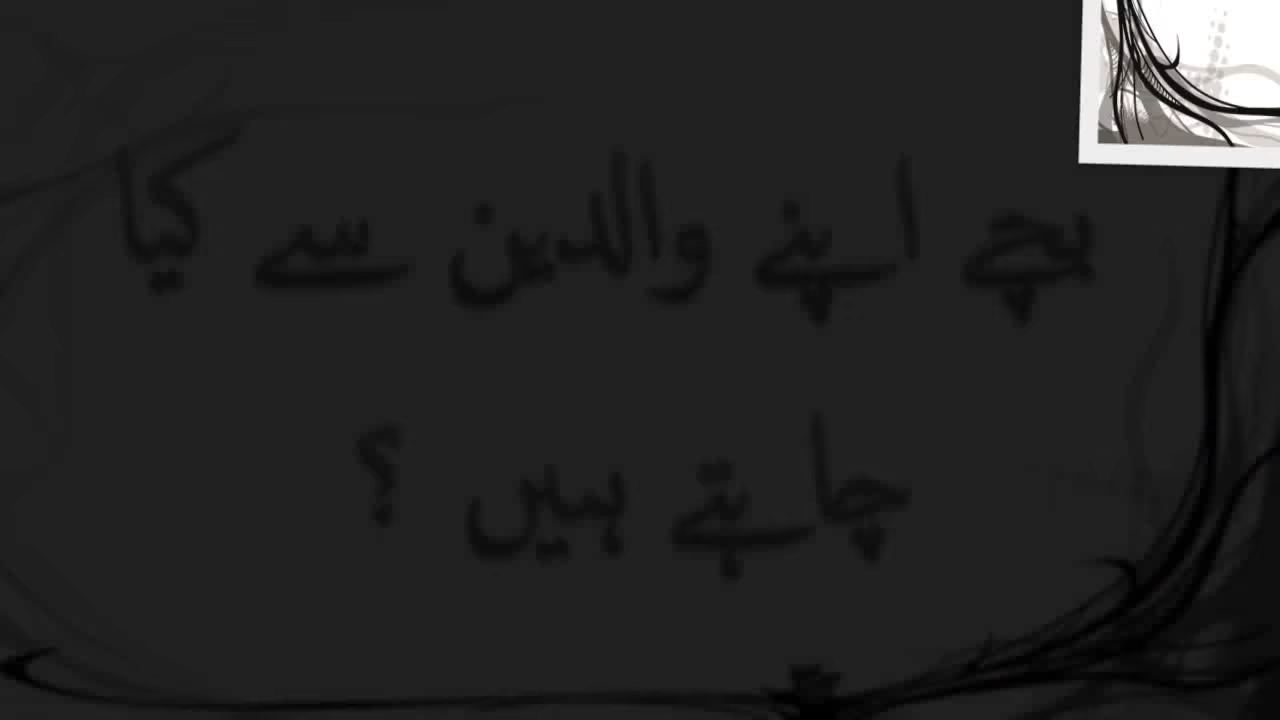 بچے اپنے والدین سے کیا
چاہتے ہیں ؟